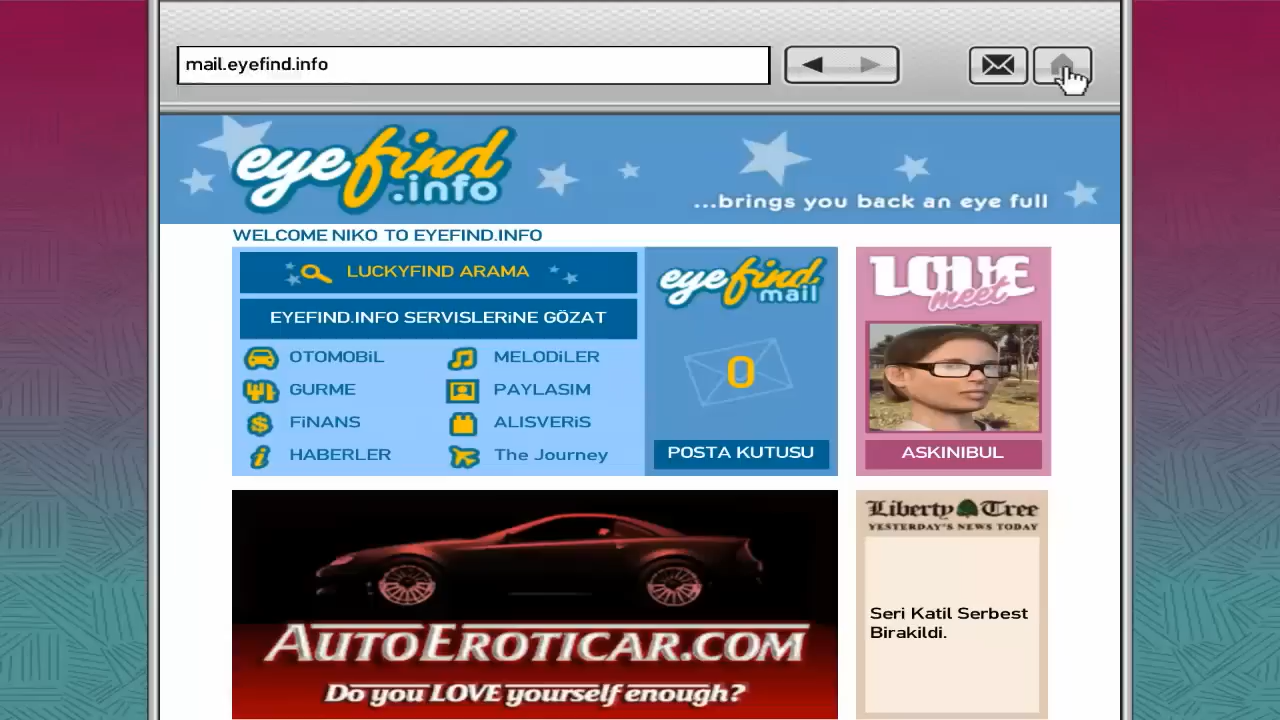 mail.eyefind.info
eyefind
.info
...brings you back an eye full
WELCOME NIKO TO EYEFIND.INFO
LUCKYFIND ARAMA
EYEFIND.INFO SERVISLERiNE GÖZAT
OTOMOBiL
MELODiLER
GURME
PAYLASIM
FiNANS
ALISVERiS
HABERLER
The Journey
eyefind
mail
0
POSTA KUTUSU
LOVE
meet
ASKINIBUL
AUTOEROTICAR.COM
Do you LOVE yourself enough?
Liberty Tree
YESTERDAY'S NEWS TODAY
Seri Katil Serbest
Birakildi.